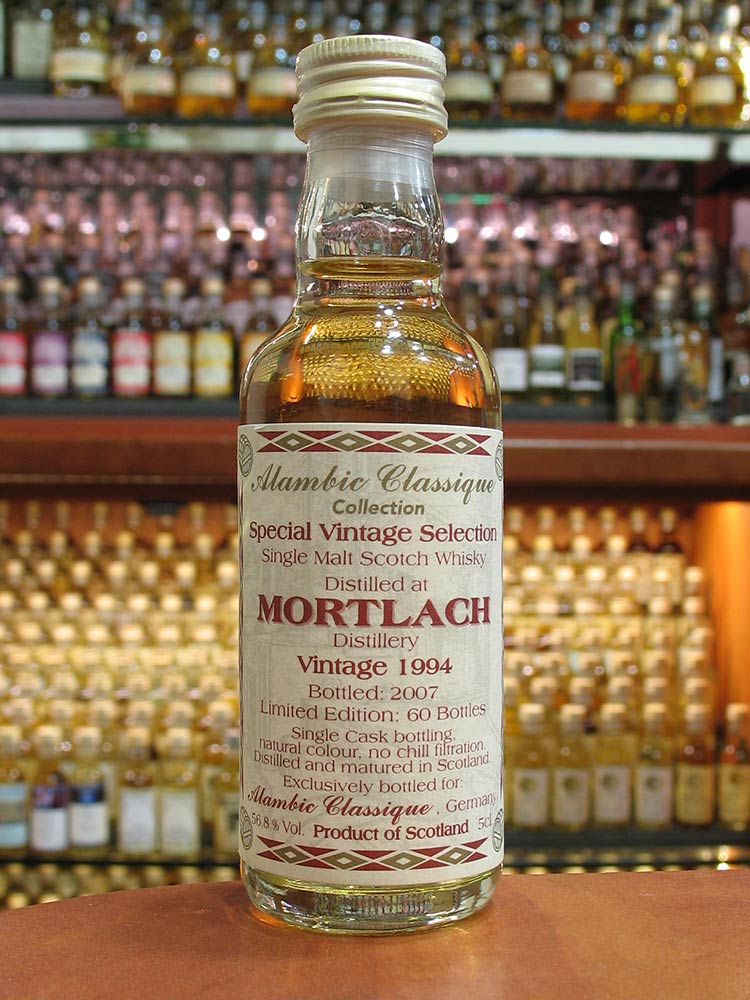 Alambic Classique
Collection
Special Vintage Selection
Single Malt Scotch Whisky
Distilled at
MORTLACH
Distillery
Vintage 1994
Bottled: 2007
Limited Edition: 60 Bottles
Single Cask bottling,
natural colour, no chill filtration.
Distilled and matured in Scotland.
Exclusively bottled for:
Alambic Classique, Germany
56,8 % Vol. Product of Scotland 5cl.